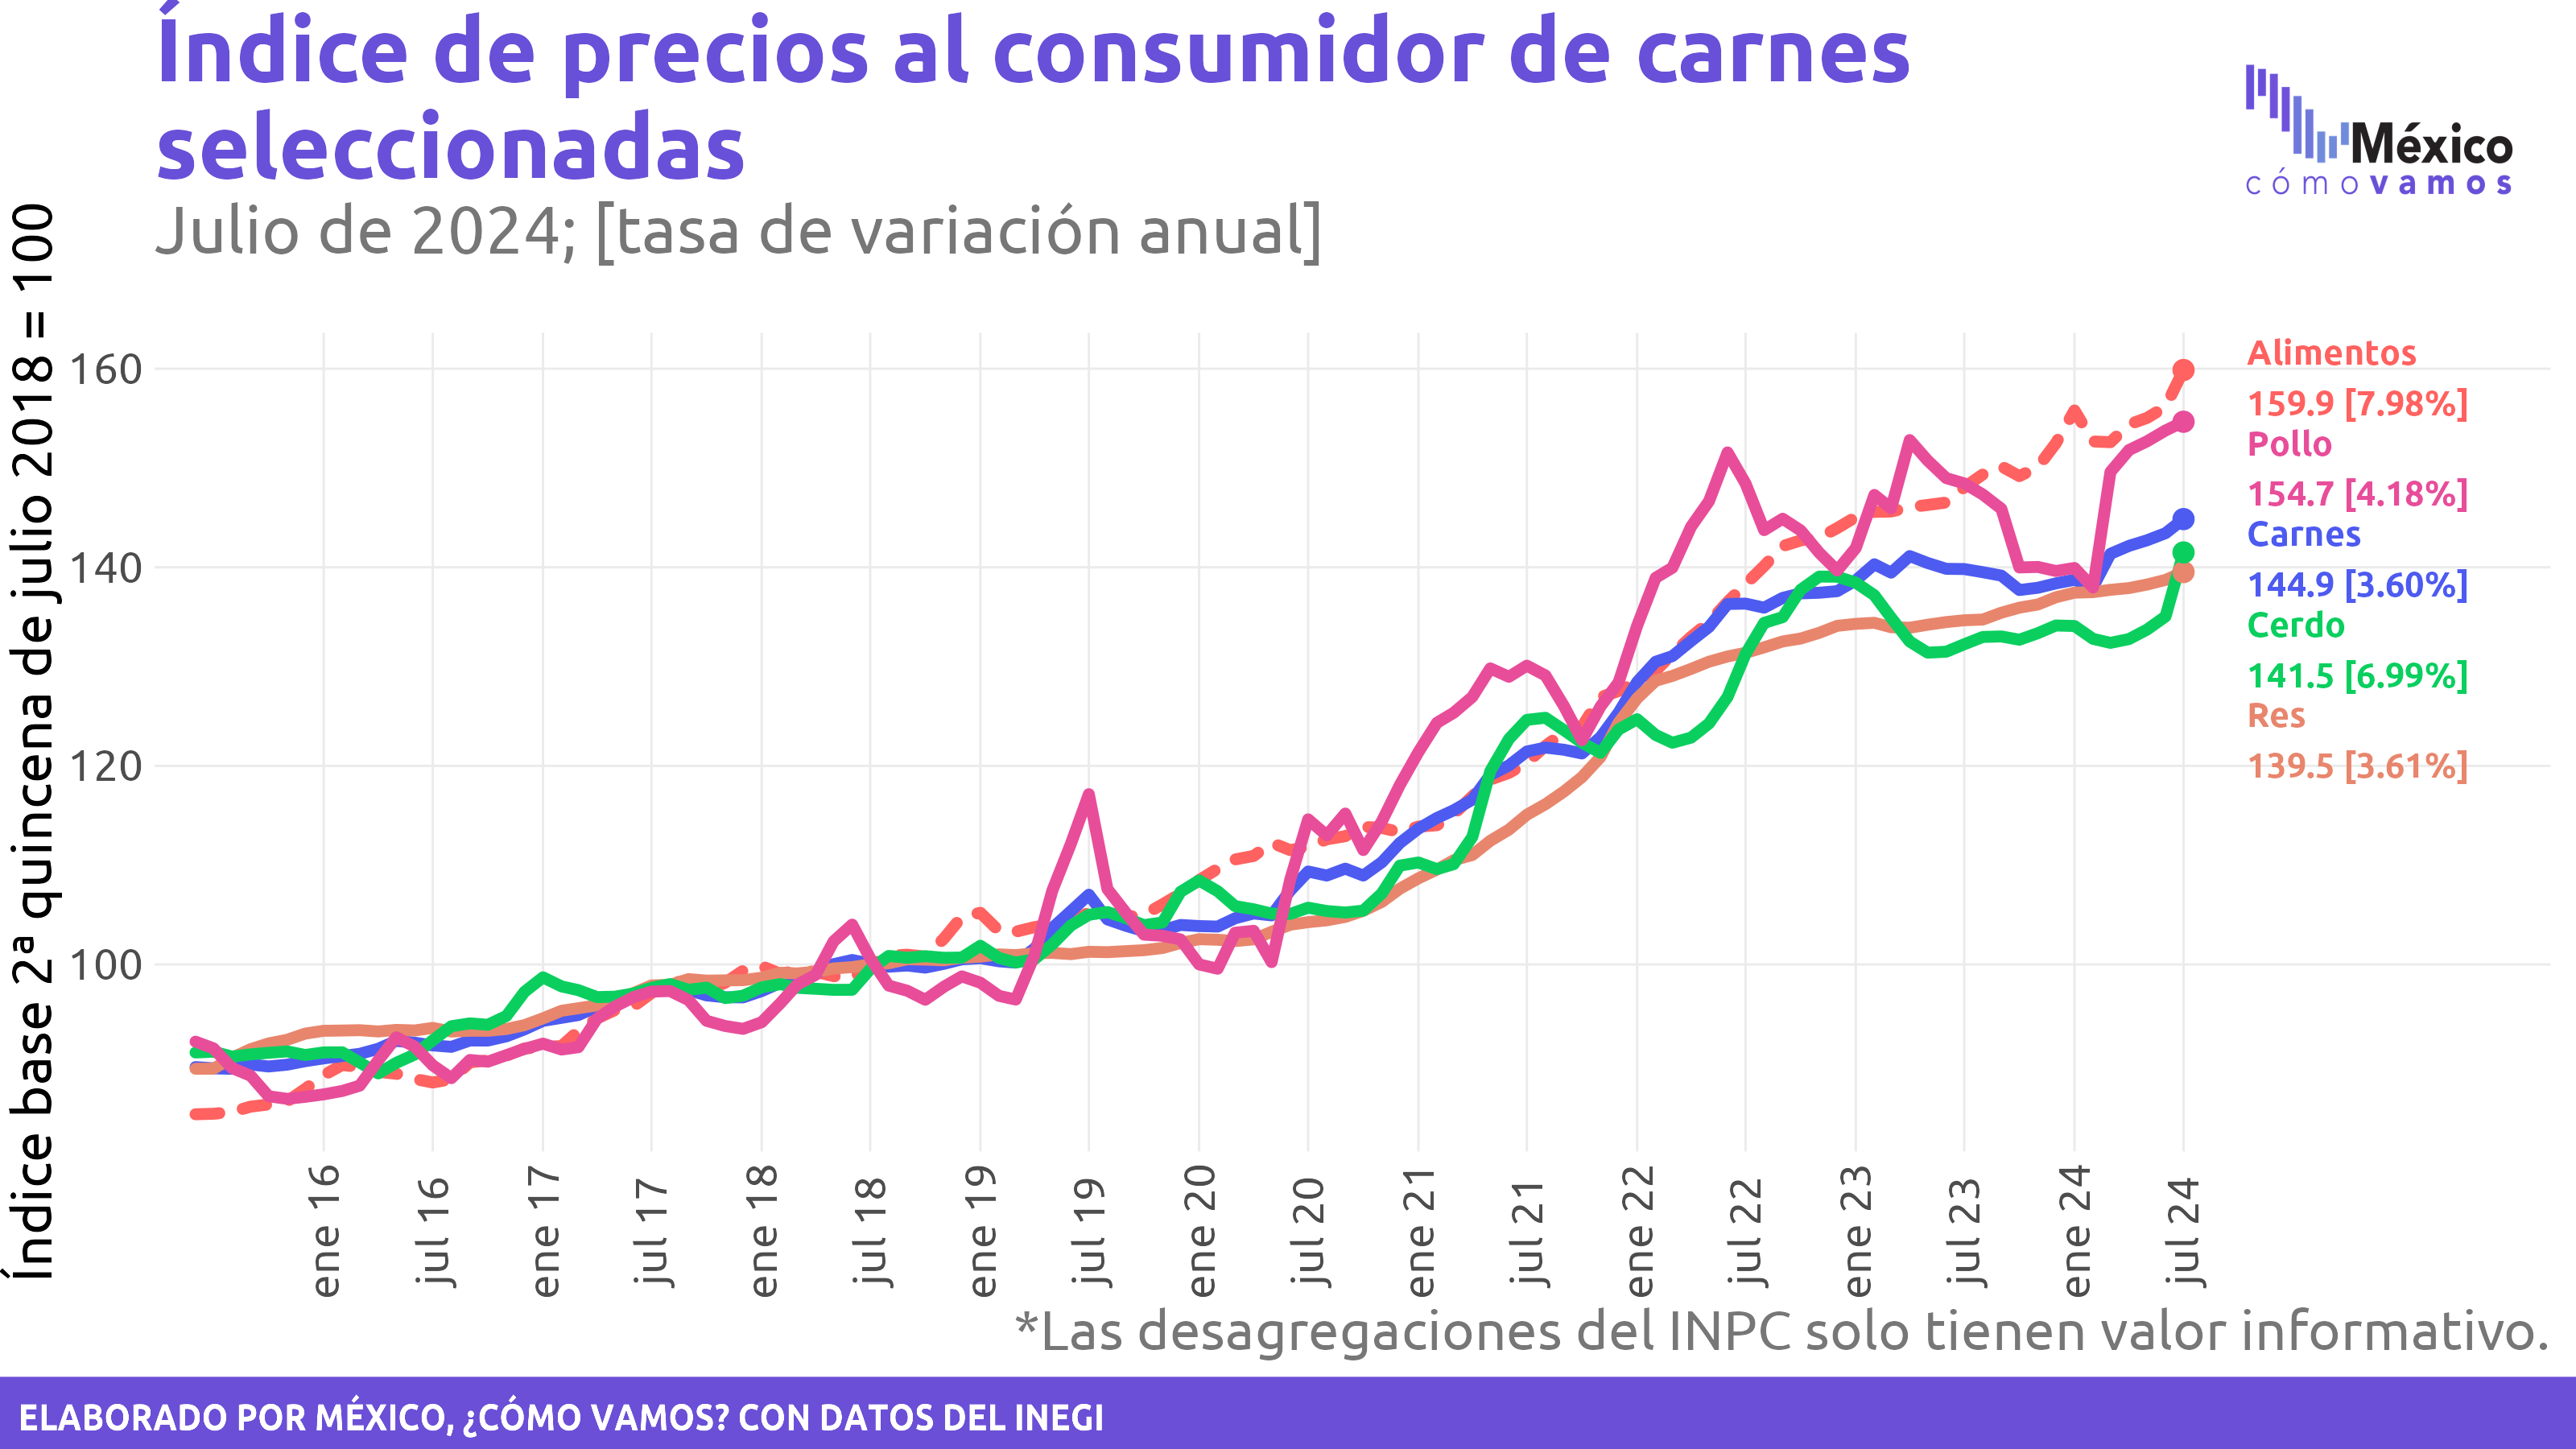 Índice de precios al consumidor de carnes
seleccionadas
Julio de 2024; [tasa de variación anual]
México
cómo vamos
Índice base 2ª quincena de julio 2018 = 100
160
140
120
100
Alimentos
159.9 [7.98%]
Pollo
154.7 [4.18%]
Carnes
144.9 [3.60%]
Cerdo
141.5 [6.99%]
Res
139.5 [3.61%]
ene 16
jul 16
ene 17
jul 17
ene 18
jul 18
ene 19
jul 19
ene 20
jul 20
ene 21
jul 21
ene 22
jul 22
ene 23
jul 23
ene 24
jul 24
*Las desagregaciones del INPC solo tienen valor informativo.
ELABORADO POR MÉXICO, ¿CÓMO VAMOS? CON DATOS DEL INEGI